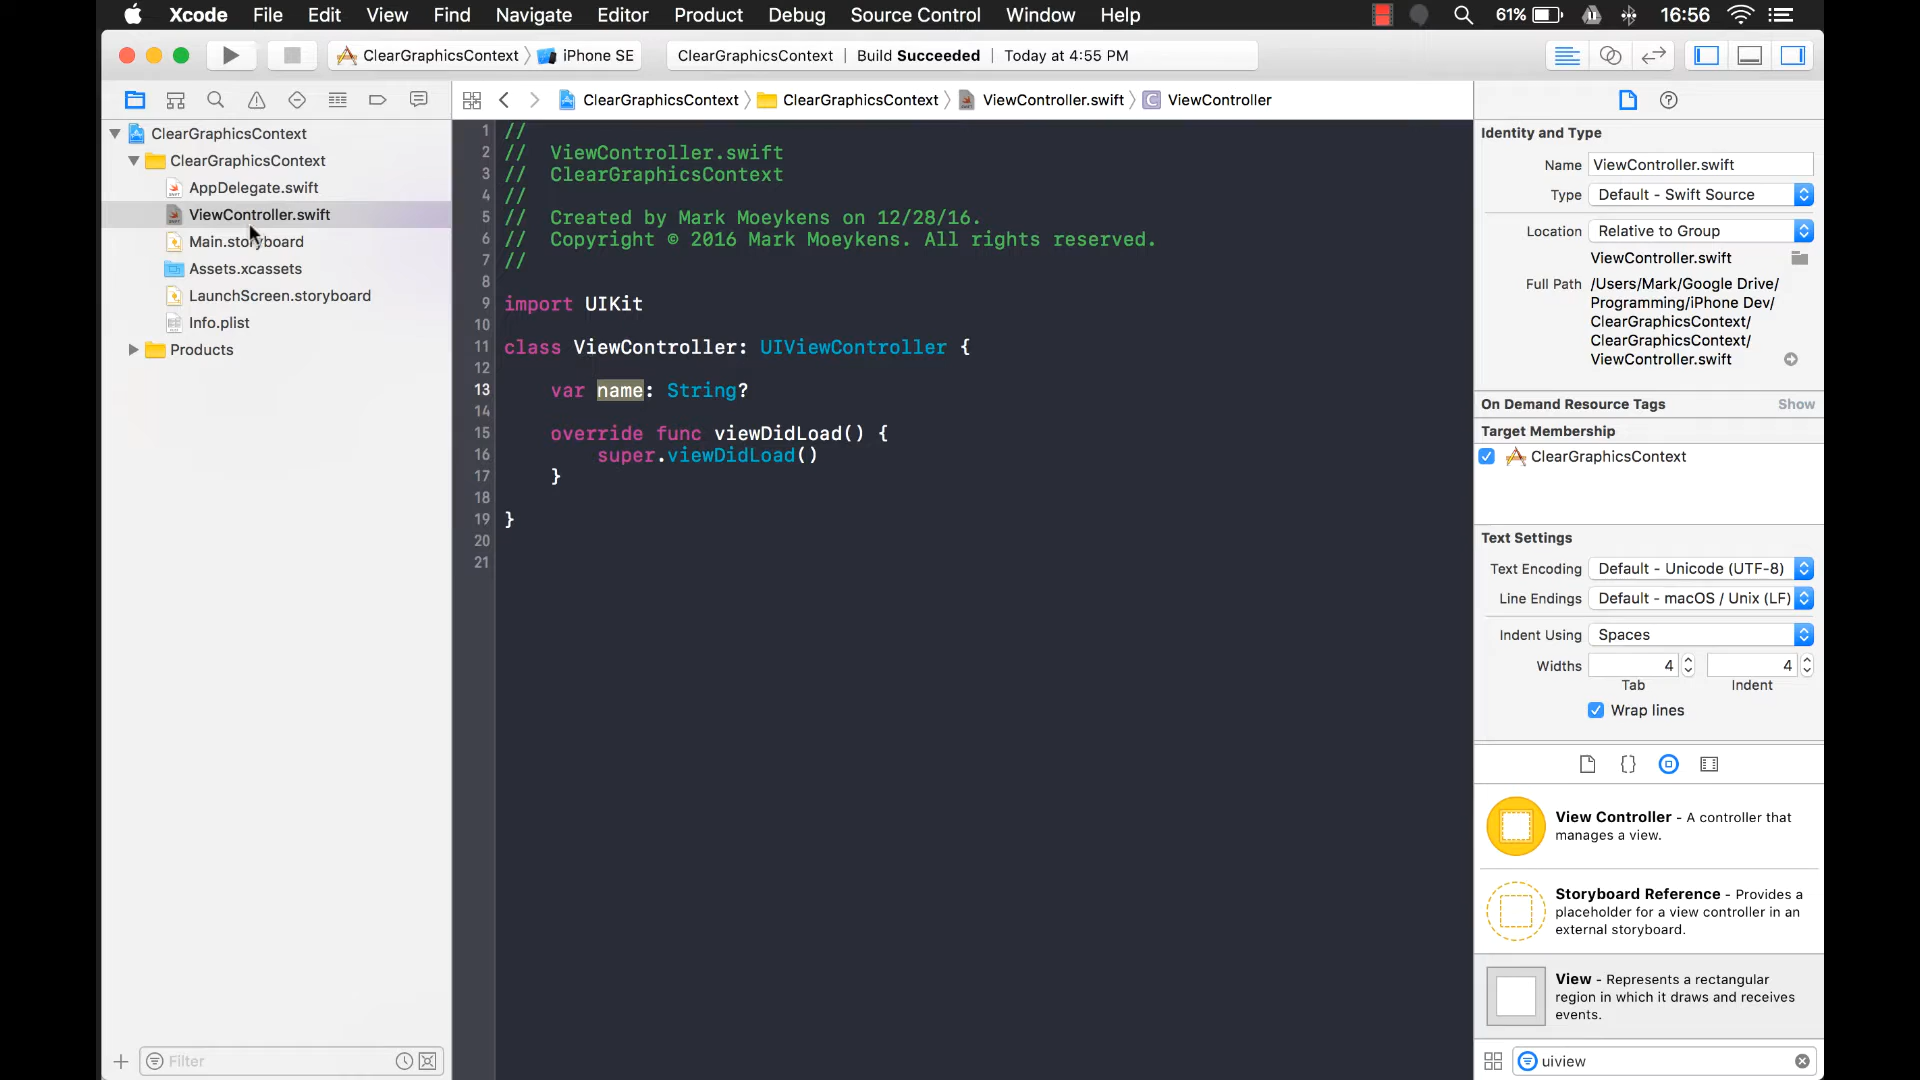 Xcode File Edit View Find Navigate Editor Product Debug Source Control Window Help 61% 16:56
ClearGraphicsContext iPhone SE ClearGraphicsContext | Build Succeeded | Today at 4:55 PM
ClearGraphicsContext ClearGraphicsContext ViewController.swift C ViewController
ClearGraphicsContext
ClearGraphicsContext
AppDelegate.swift
ViewController.swift
Main.storyboard
Assets.xcassets
LaunchScreen.storyboard
Info.plist
Products
Filter
1 //
2 // ViewController.swift
3 // ClearGraphicsContext
4 //
5 // Created by Mark Moeykens on 12/28/16.
6 // Copyright © 2016 Mark Moeykens. All rights reserved.
7 //
8
9 import UIKit
10
11 class ViewController: UIViewController {
12
13 var name: String?
14
15 override func viewDidLoad() {
16 super.viewDidLoad()
17 }
18
19 }
20
21
Identity and Type
Name ViewController.swift
Type Default - Swift Source
Location Relative to Group
ViewController.swift
Full Path /Users/Mark/Google Drive/
Programming/iPhone Dev/
ClearGraphicsContext/
ClearGraphicsContext/
ViewController.swift
On Demand Resource Tags Show
Target Membership
ClearGraphicsContext
Text Settings
Text Encoding Default - Unicode (UTF-8)
Line Endings Default - macOS / Unix (LF)
Indent Using Spaces
Widths 4 4
Tab Indent
Wrap lines
View Controller - A controller that
manages a view.
Storyboard Reference - Provides a
placeholder for a view controller in an
external storyboard.
View - Represents a rectangular
region in which it draws and receives
events.
uiview